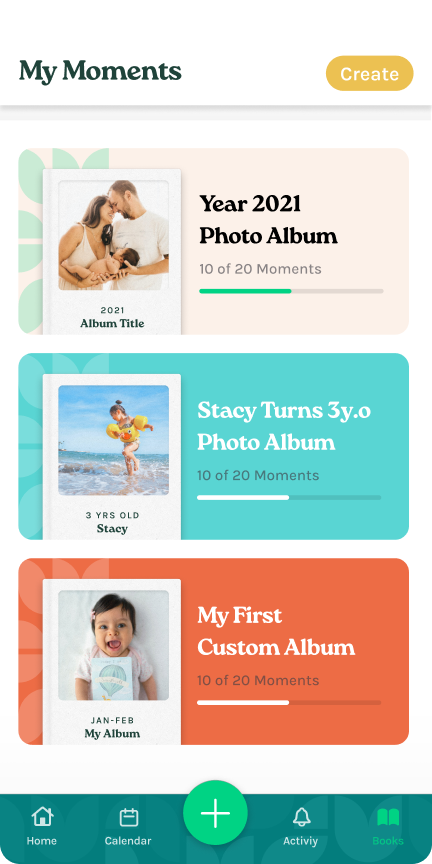 My Moments
Create
Year 2021
Photo Album
10 of 20 Moments
2021
Album Title
Stacy Turns 3y.o
Photo Album
10 of 20 Moments
3 YRS OLD
Stacy
My First
Custom Album
10 of 20 Moments
JAN-FEB
My Album
Home
Calendar
Activiy
Books